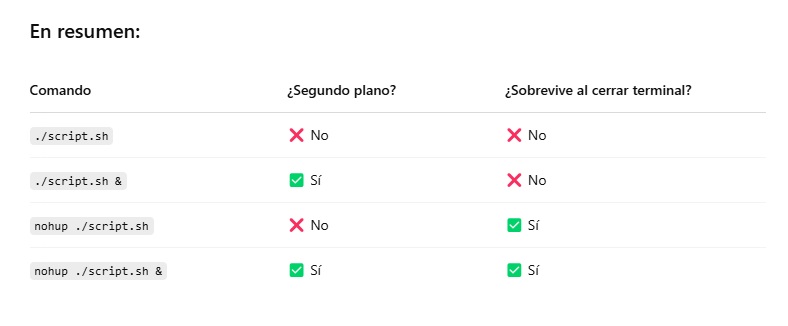 En resumen:
Comando ¿Segundo plano? ¿Sobrevive al cerrar terminal?
./script.sh ❌ No ❌ No
./script.sh & ✅ Sí ❌ No
nohup ./script.sh ❌ No ✅ Sí
nohup ./script.sh & ✅ Sí ✅ Sí